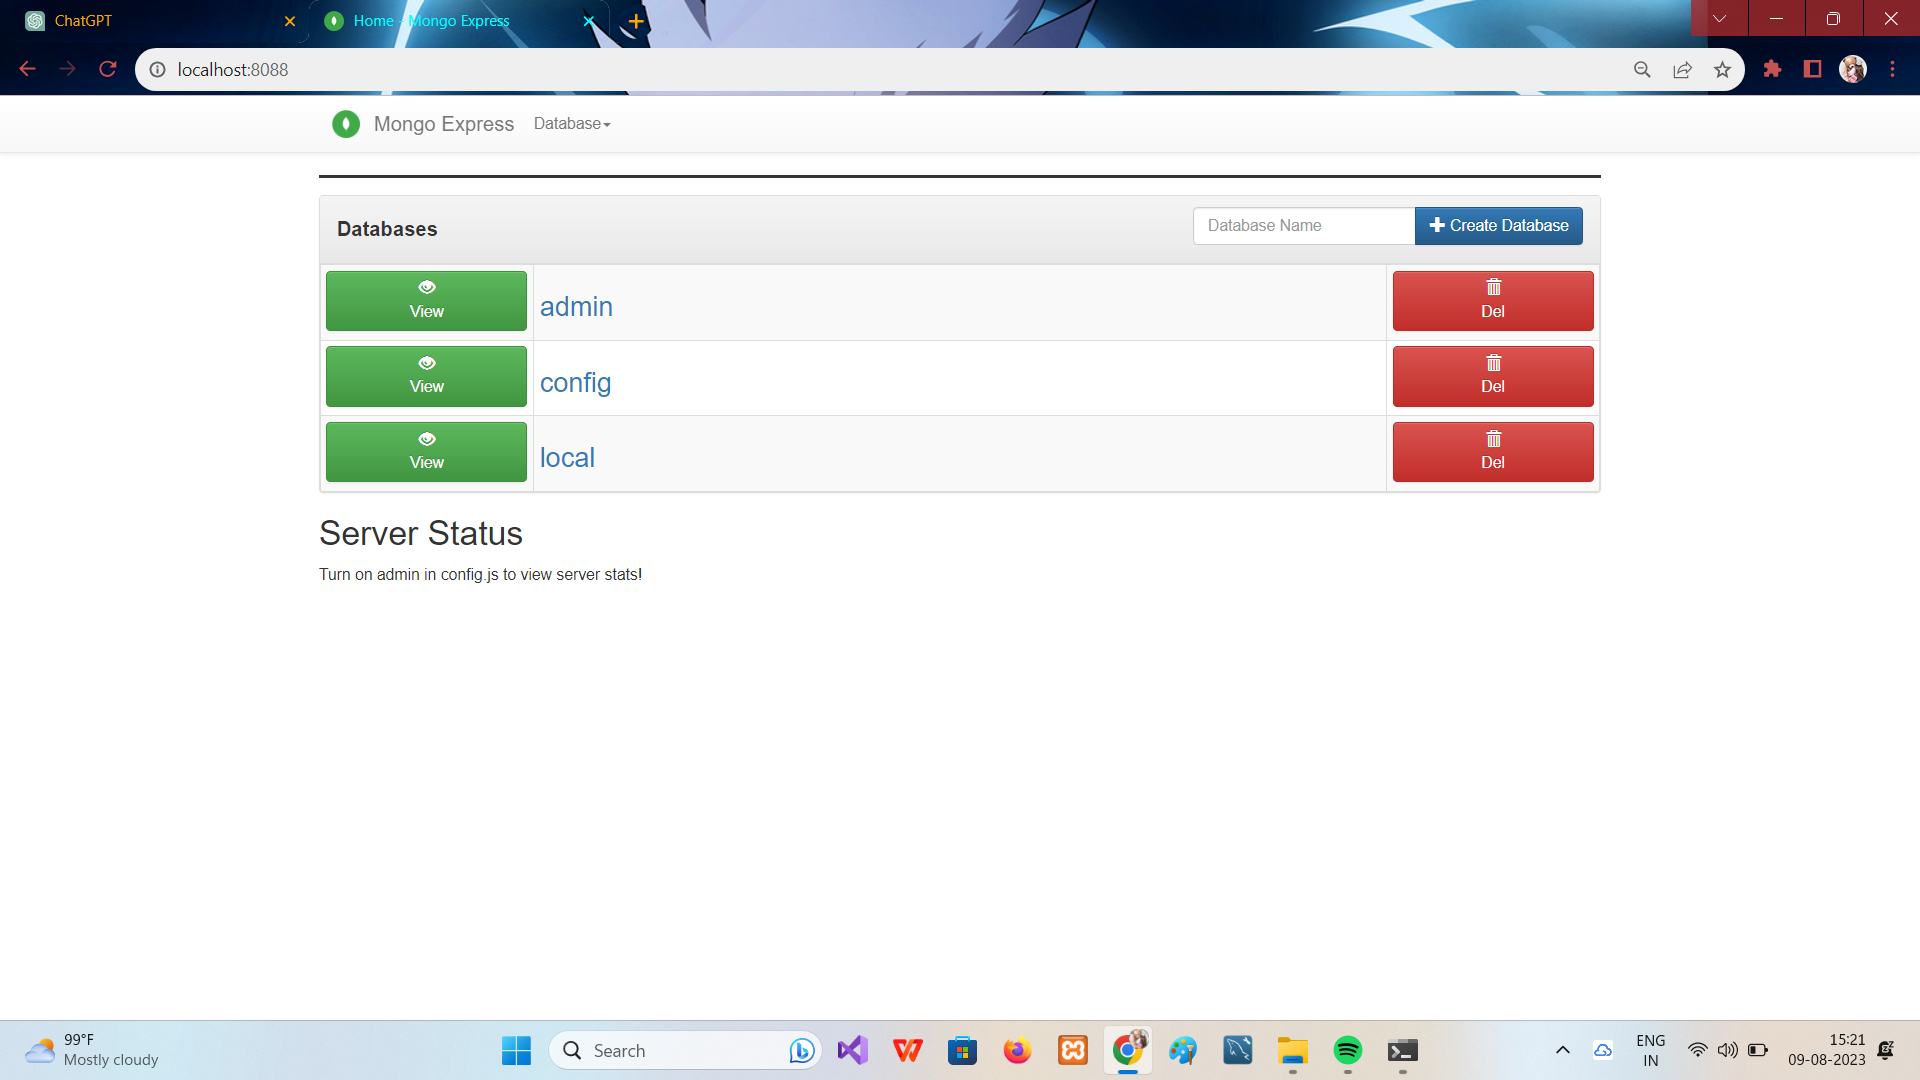 ChatGPT
Home - Mongo Express
localhost:8088
Mongo Express
Database
Databases
Database Name
Create Database
View
admin
Del
View
config
Del
View
local
Del
Server Status
Turn on admin in config.js to view server stats!
99°F
Mostly cloudy
Search
ENG
IN
15:21
09-08-2023